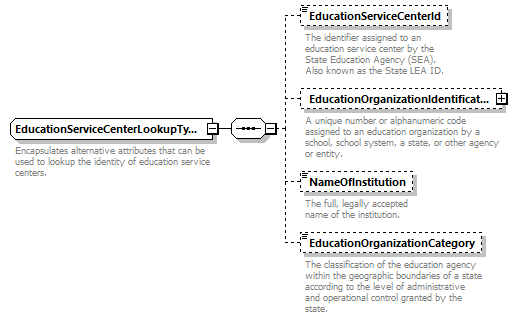 EducationServiceCenterId
The identifier assigned to an
education service center by the
State Education Agency (SEA).
Also known as the State LEA ID.
EducationOrganizationIdentificat...
A unique number or alphanumeric code
assigned to an education organization by a
school, school system, a state, or other agency
or entity.
EducationServiceCenterLookupTy...
Encapsulates alternative attributes that can be
used to lookup the identity of education service
centers.
NameOfInstitution
The full, legally accepted
name of the institution.
EducationOrganizationCategory
The classification of the education agency
within the geographic boundaries of a state
according to the level of administrative
and operational control granted by the
state.